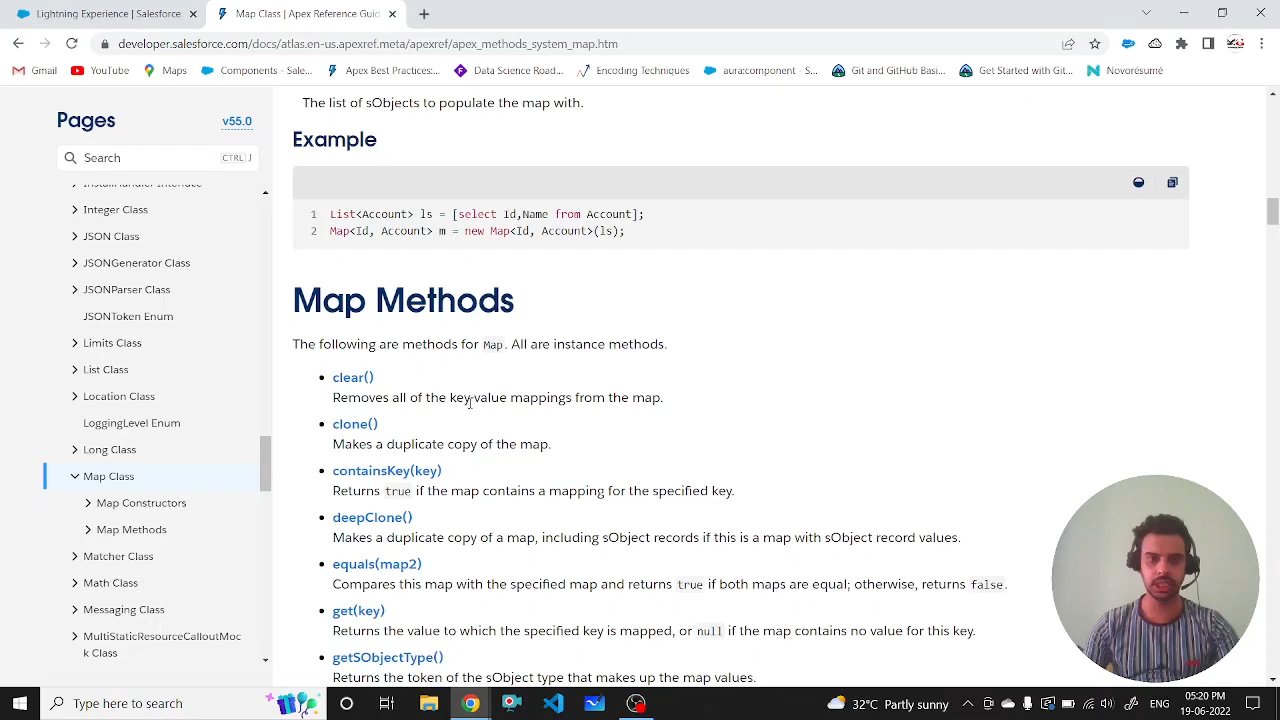 Lightning Experience | Salesforce
Map Class | Apex Reference Guid
developer.salesforce.com/docs/atlas.en-us.apexref.meta/apexref/apex_methods_system_map.htm
Gmail
YouTube
Maps
Components - Sale...
Apex Best Practices:...
Data Science Road...
Encoding Techniques
aura:component - S...
Git and GitHub Basi...
Get Started with Git...
Novorésumé
Pages
v55.0
Search
CTRL J
InstallHandler Interface
Integer Class
JSON Class
JSONGenerator Class
JSONParser Class
JSONToken Enum
Limits Class
List Class
Location Class
LoggingLevel Enum
Long Class
Map Class
Map Constructors
Map Methods
Matcher Class
Math Class
Messaging Class
MultiStaticResourceCalloutMoc
k Class
The list of sObjects to populate the map with.
Example
1 List<Account> ls = [select Id,Name from Account];
2 Map<Id, Account> m = new Map<Id, Account>(ls);
Map Methods
The following are methods for Map. All are instance methods.
clear()
Removes all of the key-value mappings from the map.
clone()
Makes a duplicate copy of the map.
containsKey(key)
Returns true if the map contains a mapping for the specified key.
deepClone()
Makes a duplicate copy of a map, including sObject records if this is a map with sObject record values.
equals(map2)
Compares this map with the specified map and returns true if both maps are equal; otherwise, returns false.
get(key)
Returns the value to which the specified key is mapped, or null if the map contains no value for this key.
getSObjectType()
Returns the token of the sObject type that makes up the map values.
Type here to search
32°C Partly sunny
05:20 PM
19-06-2022